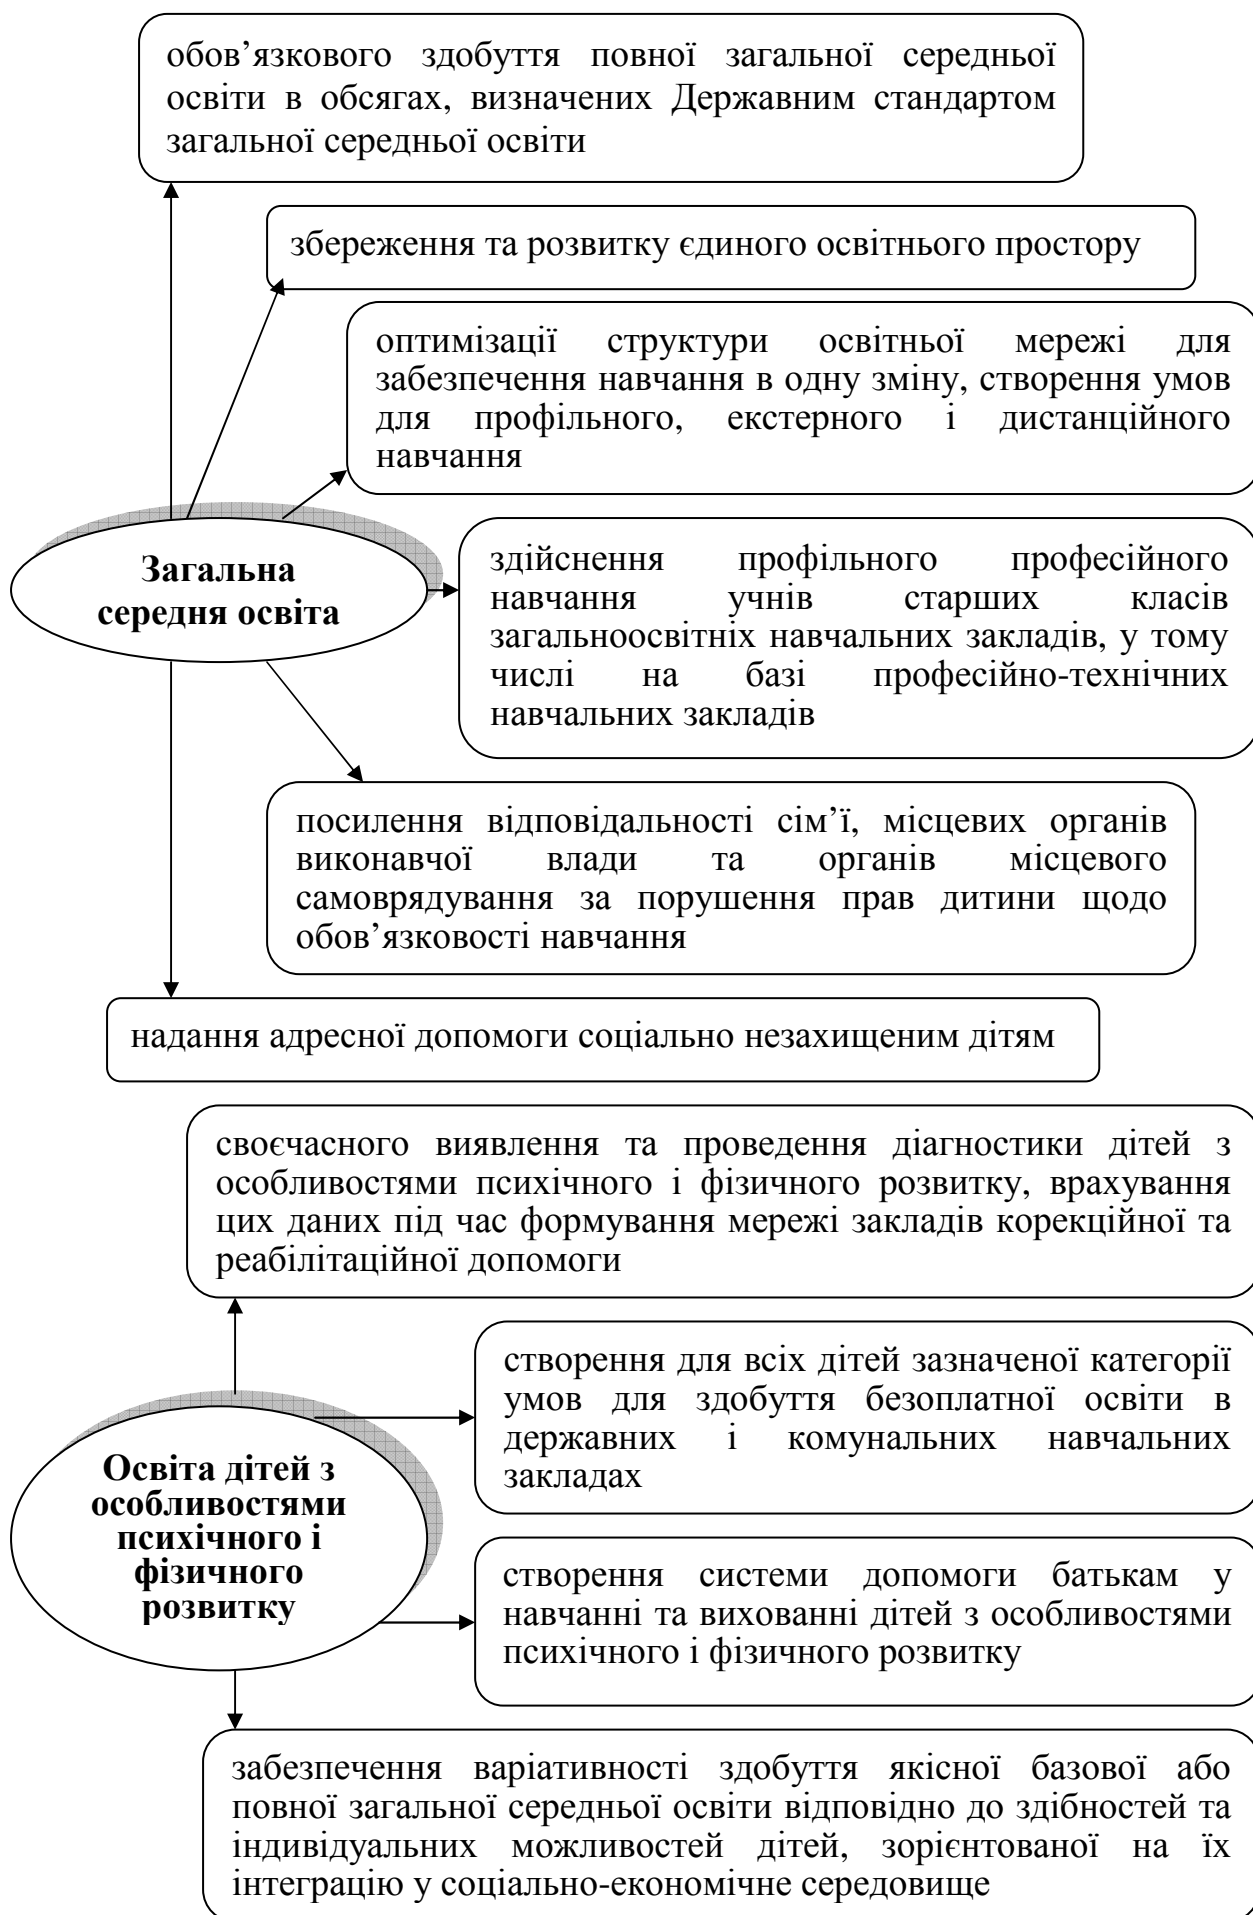 обов’язкового здобуття повної загальної середньої
освіти в обсягах, визначених Державним стандартом
загальної середньої освіти
збереження та розвитку єдиного освітнього простору
оптимізації структури освітньої мережі для
забезпечення навчання в одну зміну, створення умов
для профільного, екстерного і дистанційного
навчання
Загальна
середня освіта
здійснення профільного професійного
навчання учнів старших класів
загальноосвітніх навчальних закладів, у тому
числі на базі професійно-технічних
навчальних закладів
посилення відповідальності сім’ї, місцевих органів
виконавчої влади та органів місцевого
самоврядування за порушення прав дитини щодо
обов’язковості навчання
надання адресної допомоги соціально незахищеним дітям
своєчасного виявлення та проведення діагностики дітей з
особливостями психічного і фізичного розвитку, врахування
цих даних під час формування мережі закладів корекційної та
реабілітаційної допомоги
створення для всіх дітей зазначеної категорії
умов для здобуття безоплатної освіти в
державних і комунальних навчальних
закладах
Освіта дітей з
особливостями
психічного і
фізичного
розвитку
створення системи допомоги батькам у
навчанні та вихованні дітей з особливостями
психічного і фізичного розвитку
забезпечення варіативності здобуття якісної базової або
повної загальної середньої освіти відповідно до здібностей та
індивідуальних можливостей дітей, зорієнтованої на їх
інтеграцію у соціально-економічне середовище